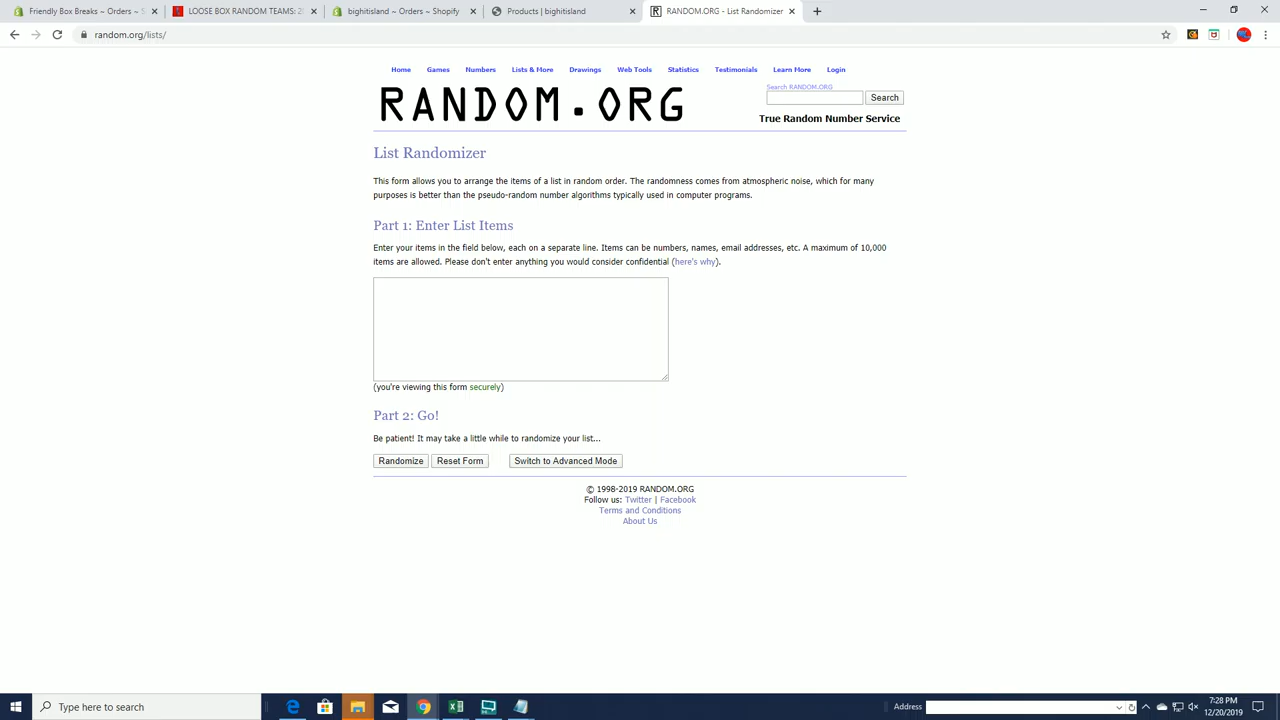 Friendly Box Breaks ~ Orders ~ S
LOOSE BOX RANDOM TEAMS: 2
bightisland ~ Orders ~ Shopify
Products | bightisland
RANDOM.ORG - List Randomizer
random.org/lists/
Home Games Numbers Lists & More Drawings Web Tools Statistics Testimonials Learn More Login
RANDOM.ORG
Search RANDOM.ORG
Search
True Random Number Service
List Randomizer
This form allows you to arrange the items of a list in random order. The randomness comes from atmospheric noise, which for many
purposes is better than the pseudo-random number algorithms typically used in computer programs.
Part 1: Enter List Items
Enter your items in the field below, each on a separate line. Items can be numbers, names, email addresses, etc. A maximum of 10,000
items are allowed. Please don't enter anything you would consider confidential (here's why).
(you're viewing this form securely)
Part 2: Go!
Be patient! It may take a little while to randomize your list...
Randomize Reset Form Switch to Advanced Mode
© 1998-2019 RANDOM.ORG
Follow us: Twitter | Facebook
Terms and Conditions
About Us
Type here to search
Address
7:28 PM
12/20/2019